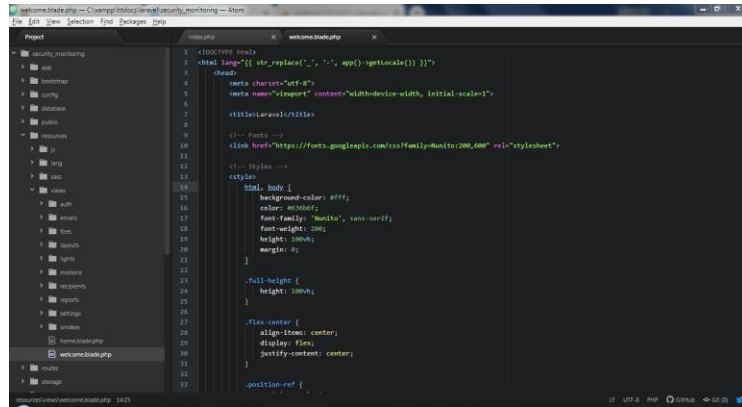 welcome.blade.php — C:\xampp\htdocs\laravel\security_monitoring — Atom
File Edit View Selection Find Packages Help
Project
index.php
welcome.blade.php
security_monitoring
app
bootstrap
config
database
public
resources
js
lang
sass
views
auth
emails
fires
layouts
lights
motions
recipients
reports
settings
smokes
home.blade.php
welcome.blade.php
routes
storage
1 <!DOCTYPE html>
2 <html lang="{{ str_replace('_', '-', app()->getLocale()) }}">
3 <head>
4 <meta charset="utf-8">
5 <meta name="viewport" content="width=device-width, initial-scale=1">
6
7 <title>Laravel</title>
8
9 <!-- Fonts -->
10 <link href="https://fonts.googleapis.com/css?family=Nunito:200,600" rel="stylesheet">
11
12 <!-- Styles -->
13 <style>
14 html, body {
15 background-color: #fff;
16 color: #636b6f;
17 font-family: 'Nunito', sans-serif;
18 font-weight: 200;
19 height: 100vh;
20 margin: 0;
21 }
22
23 .full-height {
24 height: 100vh;
25 }
26
27 .flex-center {
28 align-items: center;
29 display: flex;
30 justify-content: center;
31 }
32
33 .position-ref {
resources\views\welcome.blade.php 14:25
LF UTF-8 PHP GitHub Git (0)